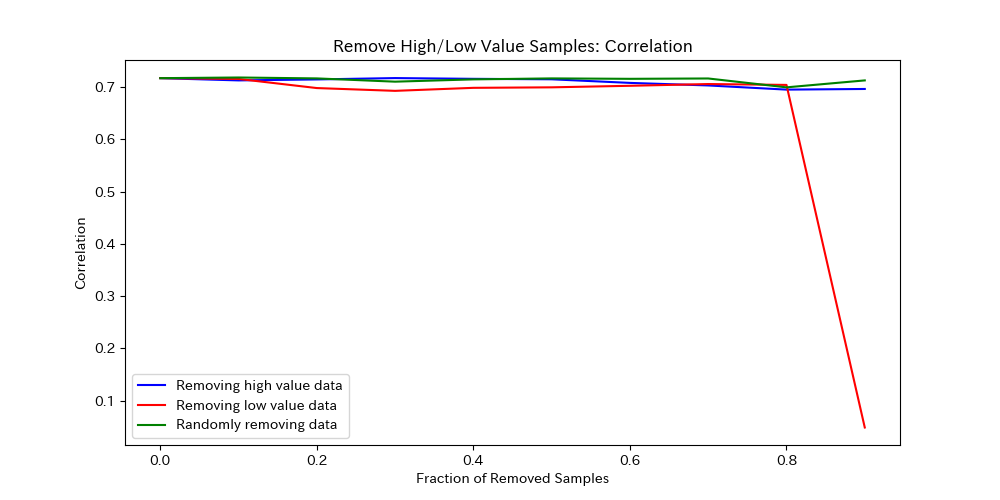 Remove High/Low Value Samples: Correlation
Correlation
0.7
0.6
0.5
0.4
0.3
0.2
0.1
Removing high value data
Removing low value data
Randomly removing data
0.0 0.2 0.4 0.6 0.8
Fraction of Removed Samples